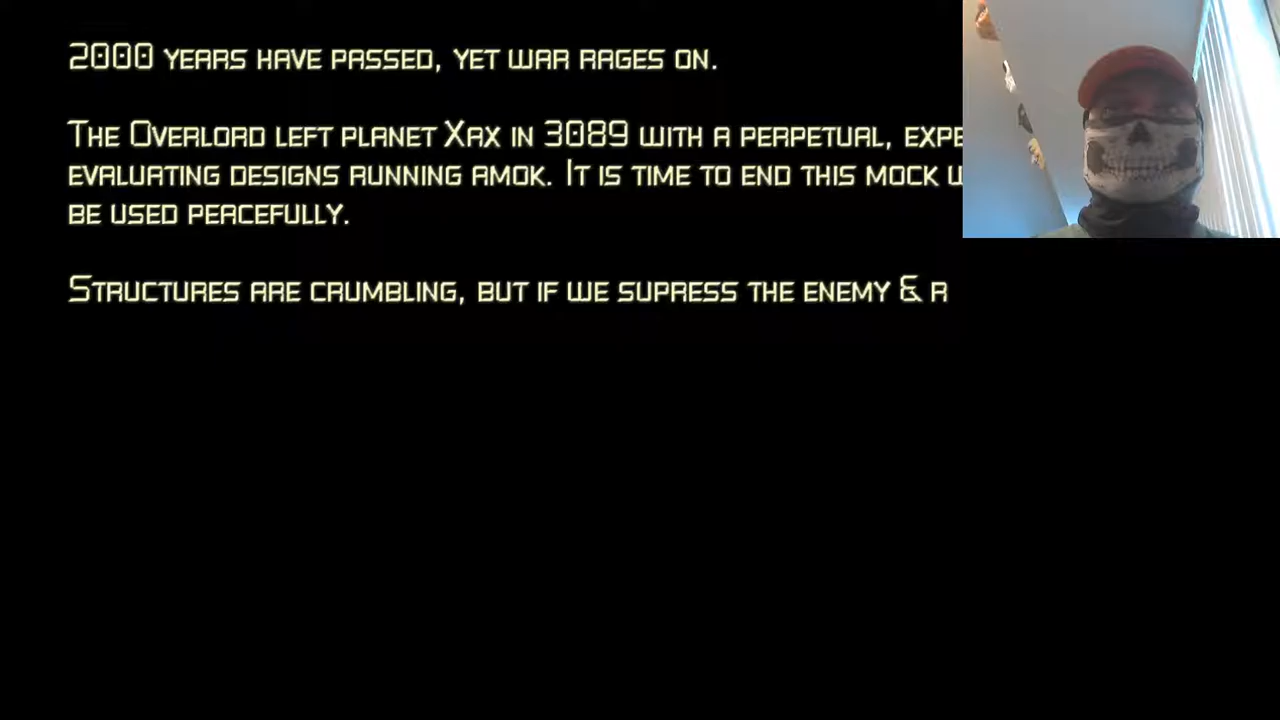 2000 years have passed, yet war rages on.
The Overlord left planet Xax in 3089 with a perpetual,
evaluating designs running amok. It is time to end this mock
be used peacefully.
Structures are crumbling, but if we supress the enemy &